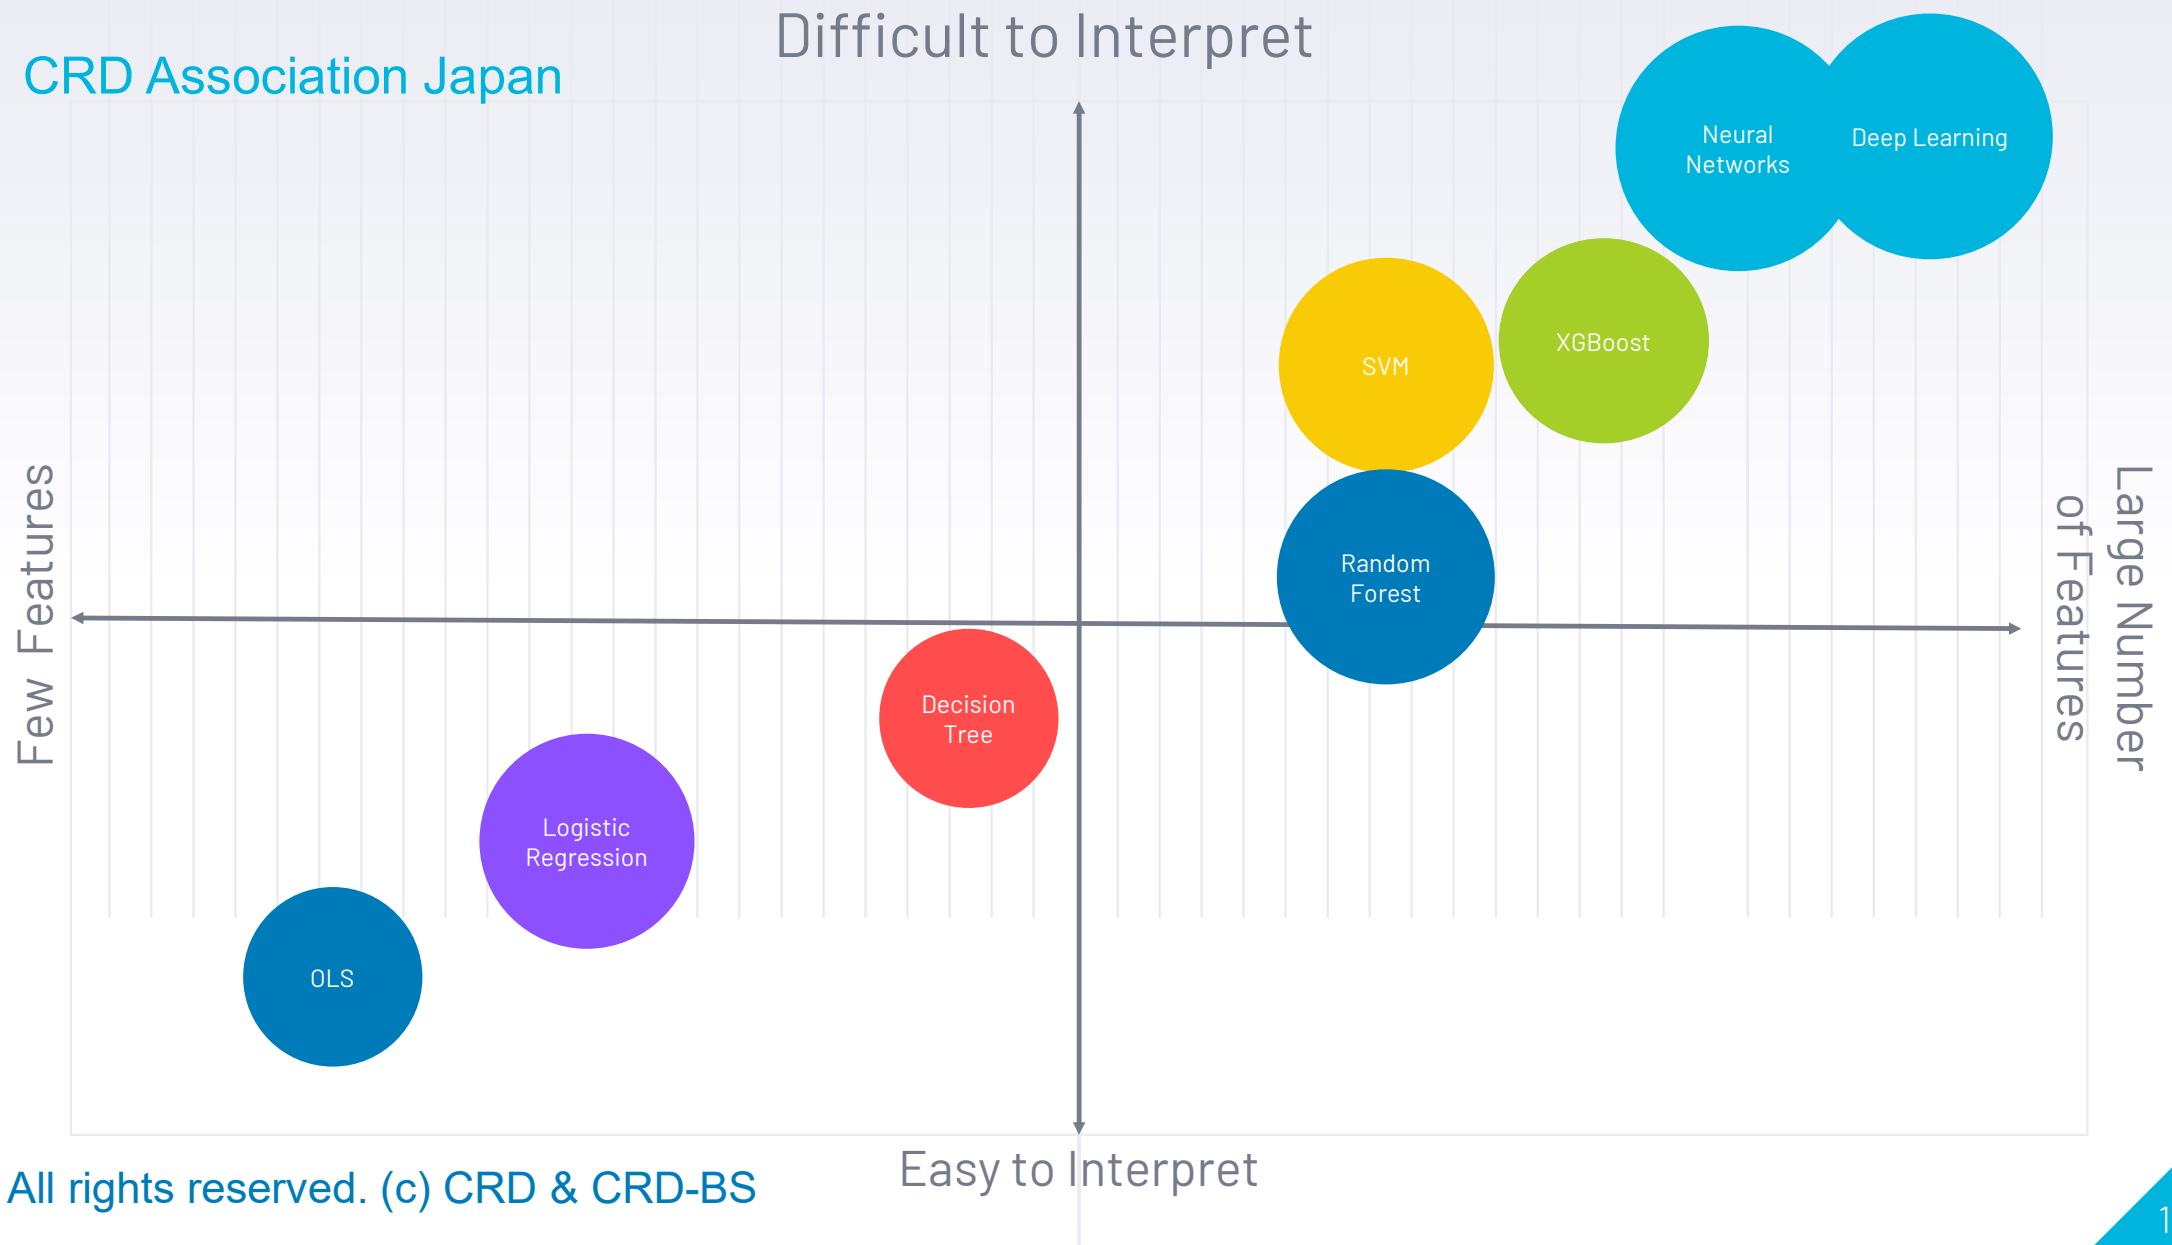 Difficult to Interpret
CRD Association Japan
Neural
Networks
Deep Learning
XGBoost
SVM
Random
Forest
Few Features
Large Number
of Features
Decision
Tree
Logistic
Regression
OLS
Easy to Interpret
All rights reserved. (c) CRD & CRD-BS
1